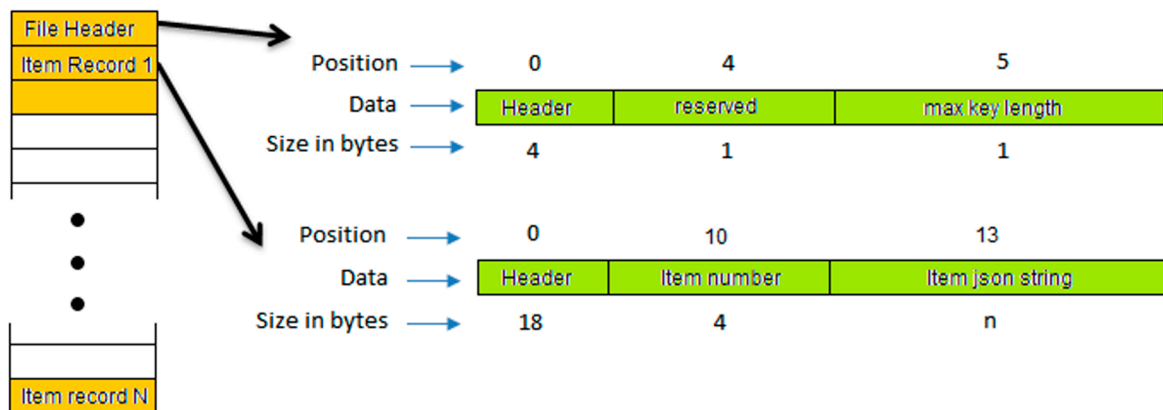 File Header
Item Record 1
Position 0 4 5
Data Header reserved max key length
Size in bytes 4 1 1
Position 0 10 13
Data Header Item number Item json string
Size in bytes 18 4 n
Item record N